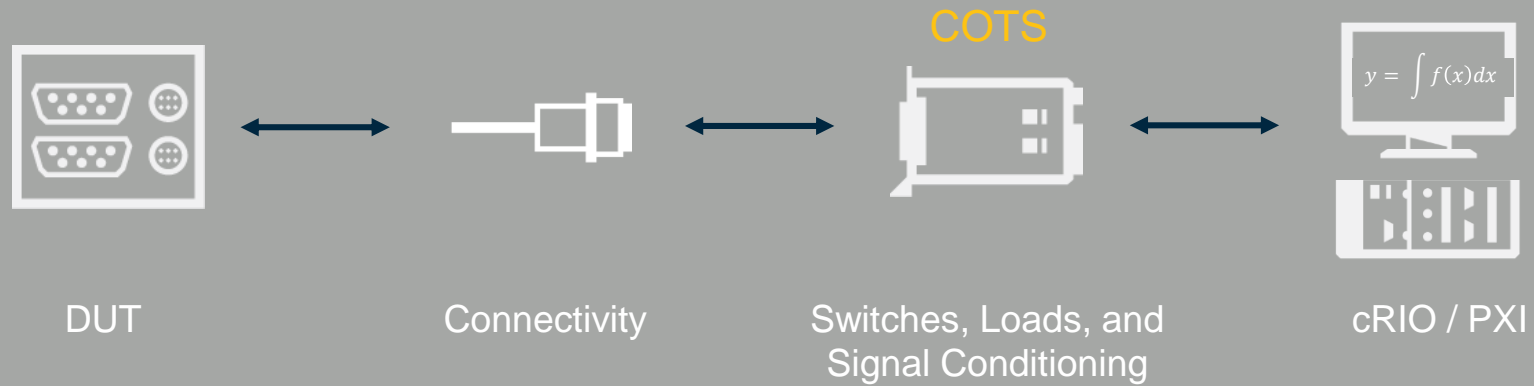 COTS
y = ∫ f(x)dx
DUT
Connectivity
Switches, Loads, and
Signal Conditioning
cRIO / PXI